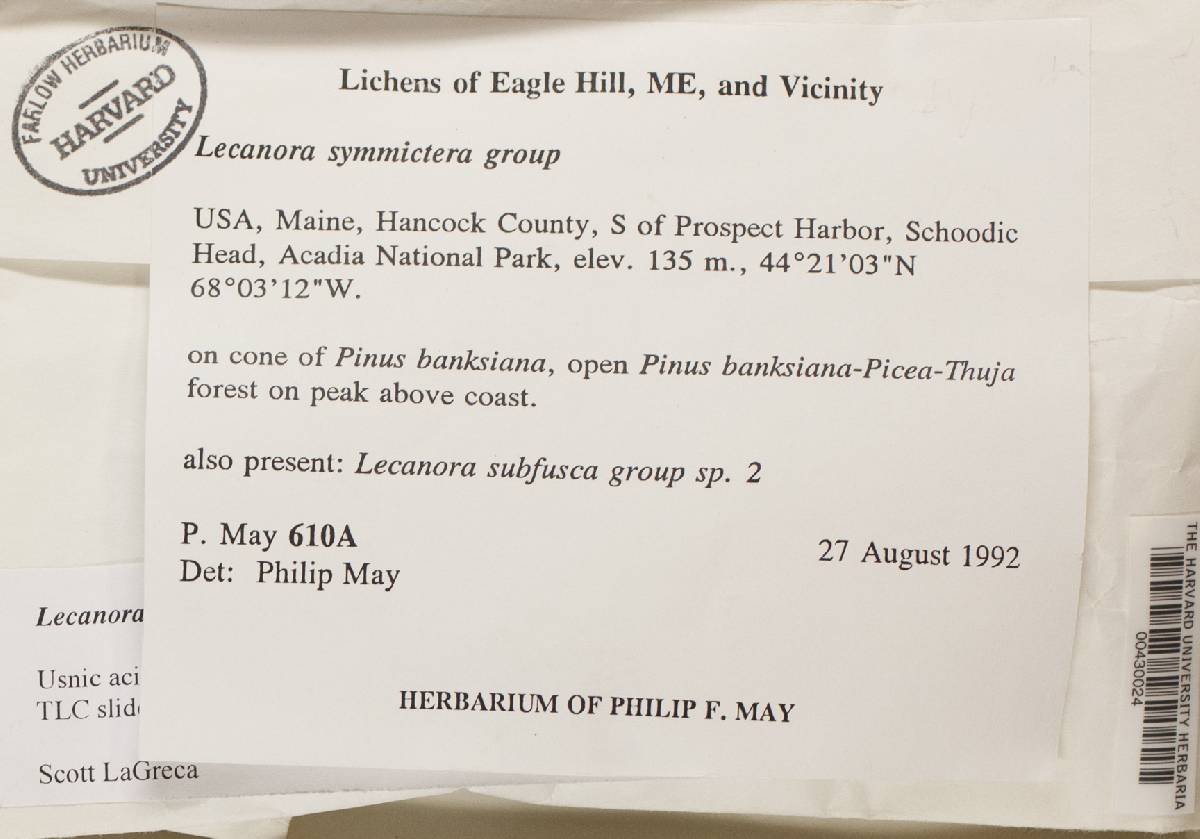 FARLOW HERBARIUM
HARVARD
UNIVERSITY
Lichens of Eagle Hill, ME, and Vicinity
Lecanora symmictera group
USA, Maine, Hancock County, S of Prospect Harbor, Schoodic
Head, Acadia National Park, elev. 135 m., 44°21'03"N
68°03'12"W.
on cone of Pinus banksiana, open Pinus banksiana-Picea-Thuja
forest on peak above coast.
also present: Lecanora subfusca group sp. 2
P. May 610A
27 August 1992
Det: Philip May
HERBARIUM OF PHILIP F. MAY
Lecanora
Usnic aci
TLC slid
Scott LaGreca
THE HARVARD UNIVERSITY HERBARIA
00430024